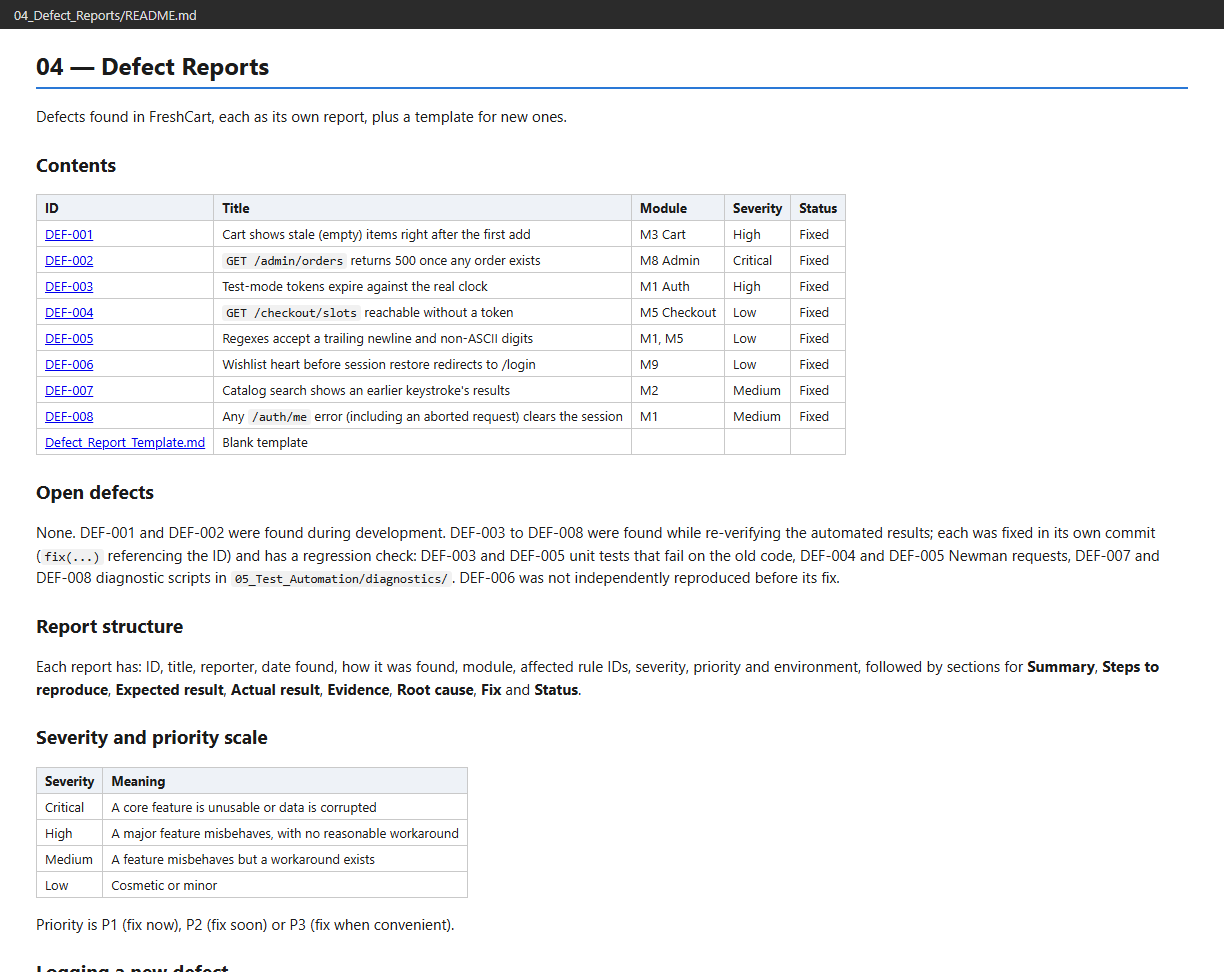 04_Defect_Reports/README.md
04 — Defect Reports
Defects found in FreshCart, each as its own report, plus a template for new ones.
Contents
ID Title Module Severity Status
DEF-001 Cart shows stale (empty) items right after the first add M3 Cart High Fixed
DEF-002 GET /admin/orders returns 500 once any order exists M8 Admin Critical Fixed
DEF-003 Test-mode tokens expire against the real clock M1 Auth High Fixed
DEF-004 GET /checkout/slots reachable without a token M5 Checkout Low Fixed
DEF-005 Regexes accept a trailing newline and non-ASCII digits M1, M5 Low Fixed
DEF-006 Wishlist heart before session restore redirects to /login M9 Low Fixed
DEF-007 Catalog search shows an earlier keystroke's results M2 Medium Fixed
DEF-008 Any /auth/me error (including an aborted request) clears the session M1 Medium Fixed
Defect_Report_Template.md Blank template
Open defects
None. DEF-001 and DEF-002 were found during development. DEF-003 to DEF-008 were found while re-verifying the automated results; each was fixed in its own commit
(fix(...) referencing the ID) and has a regression check: DEF-003 and DEF-005 unit tests that fail on the old code, DEF-004 and DEF-005 Newman requests, DEF-007 and
DEF-008 diagnostic scripts in 05_Test_Automation/diagnostics/. DEF-006 was not independently reproduced before its fix.
Report structure
Each report has: ID, title, reporter, date found, how it was found, module, affected rule IDs, severity, priority and environment, followed by sections for Summary, Steps to
reproduce, Expected result, Actual result, Evidence, Root cause, Fix and Status.
Severity and priority scale
Severity Meaning
Critical A core feature is unusable or data is corrupted
High A major feature misbehaves, with no reasonable workaround
Medium A feature misbehaves but a workaround exists
Low Cosmetic or minor
Priority is P1 (fix now), P2 (fix soon) or P3 (fix when convenient).
Logging a new defect